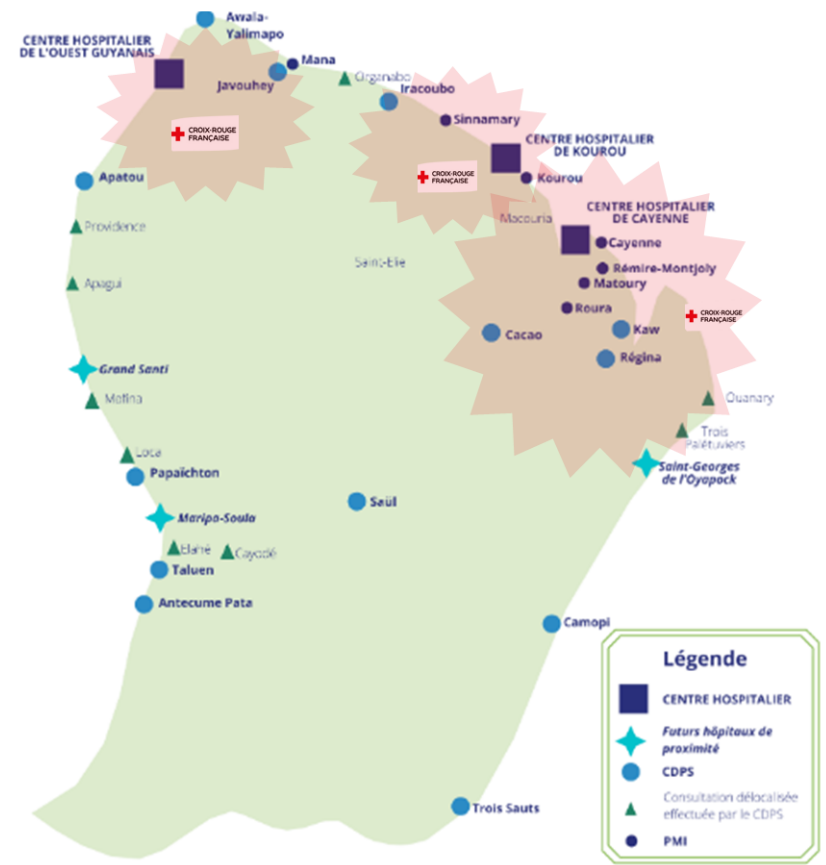 Awala-
Yalimapo
CENTRE HOSPITALIER
DE L'OUEST GUYANAIS
Mana
Javouhey
Organabo
Iracoubo
Sinnamary
CROIX-ROUGE
FRANÇAISE
CENTRE HOSPITALIER
DE KOUROU
CROIX-ROUGE
FRANÇAISE
Kourou
Apatou
CENTRE HOSPITALIER
DE CAYENNE
Macouria
Providence
Cayenne
Saint-Elie
Rémire-Montjoly
Apagui
Matoury
Roura
CROIX-ROUGE
FRANÇAISE
Cacao
Kaw
Régina
Grand Santi
Mofina
Ouanary
Trois
Palétuviers
Loca
Papaïchton
Saint-Georges
de l'Oyapock
Saül
Maripa-Soula
Elahé
Cayodé
Taluen
Antecume Pata
Camopi
Trois Sauts
Légende
CENTRE HOSPITALIER
Futurs hôpitaux de
proximité
CDPS
Consultation délocalisée
effectuée par le CDPS
PMI